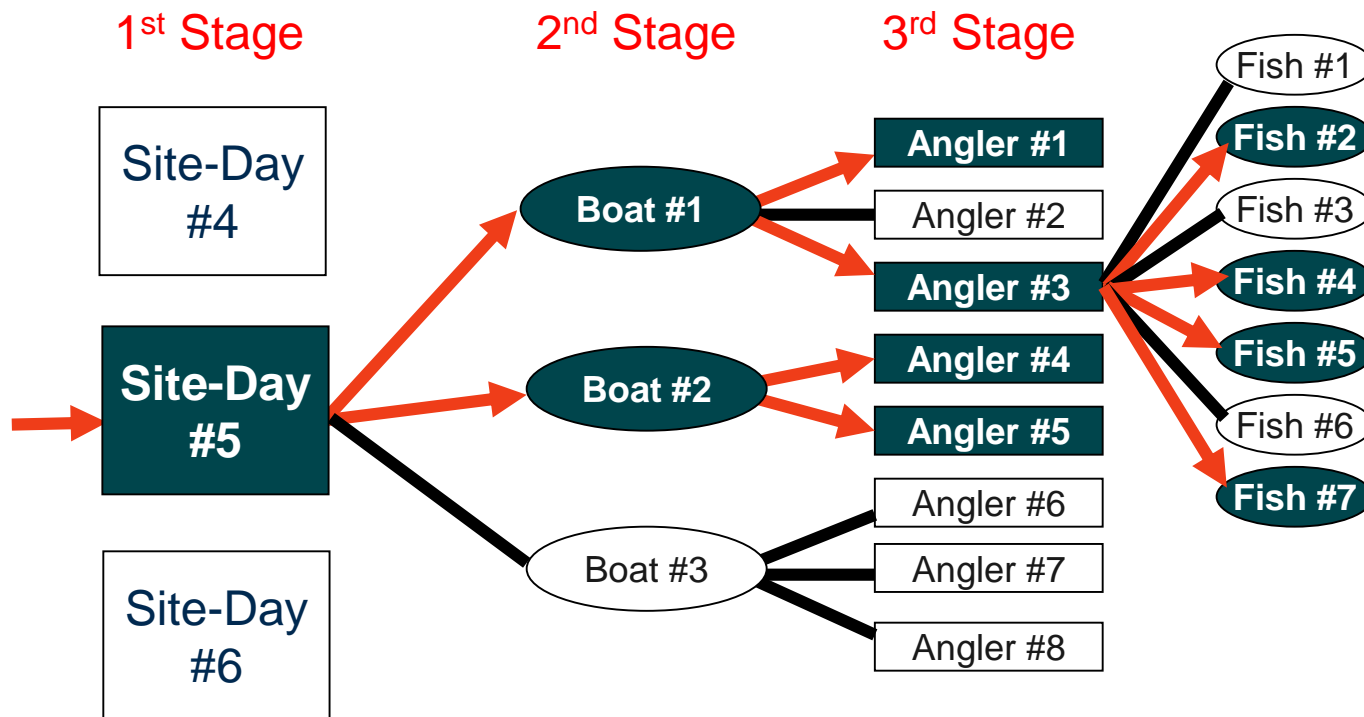 1st Stage
2nd Stage
3rd Stage
Site-Day
#4
Site-Day
#5
Site-Day
#6
Boat #1
Boat #2
Boat #3
Angler #1
Angler #2
Angler #3
Angler #4
Angler #5
Angler #6
Angler #7
Angler #8
Fish #1
Fish #2
Fish #3
Fish #4
Fish #5
Fish #6
Fish #7